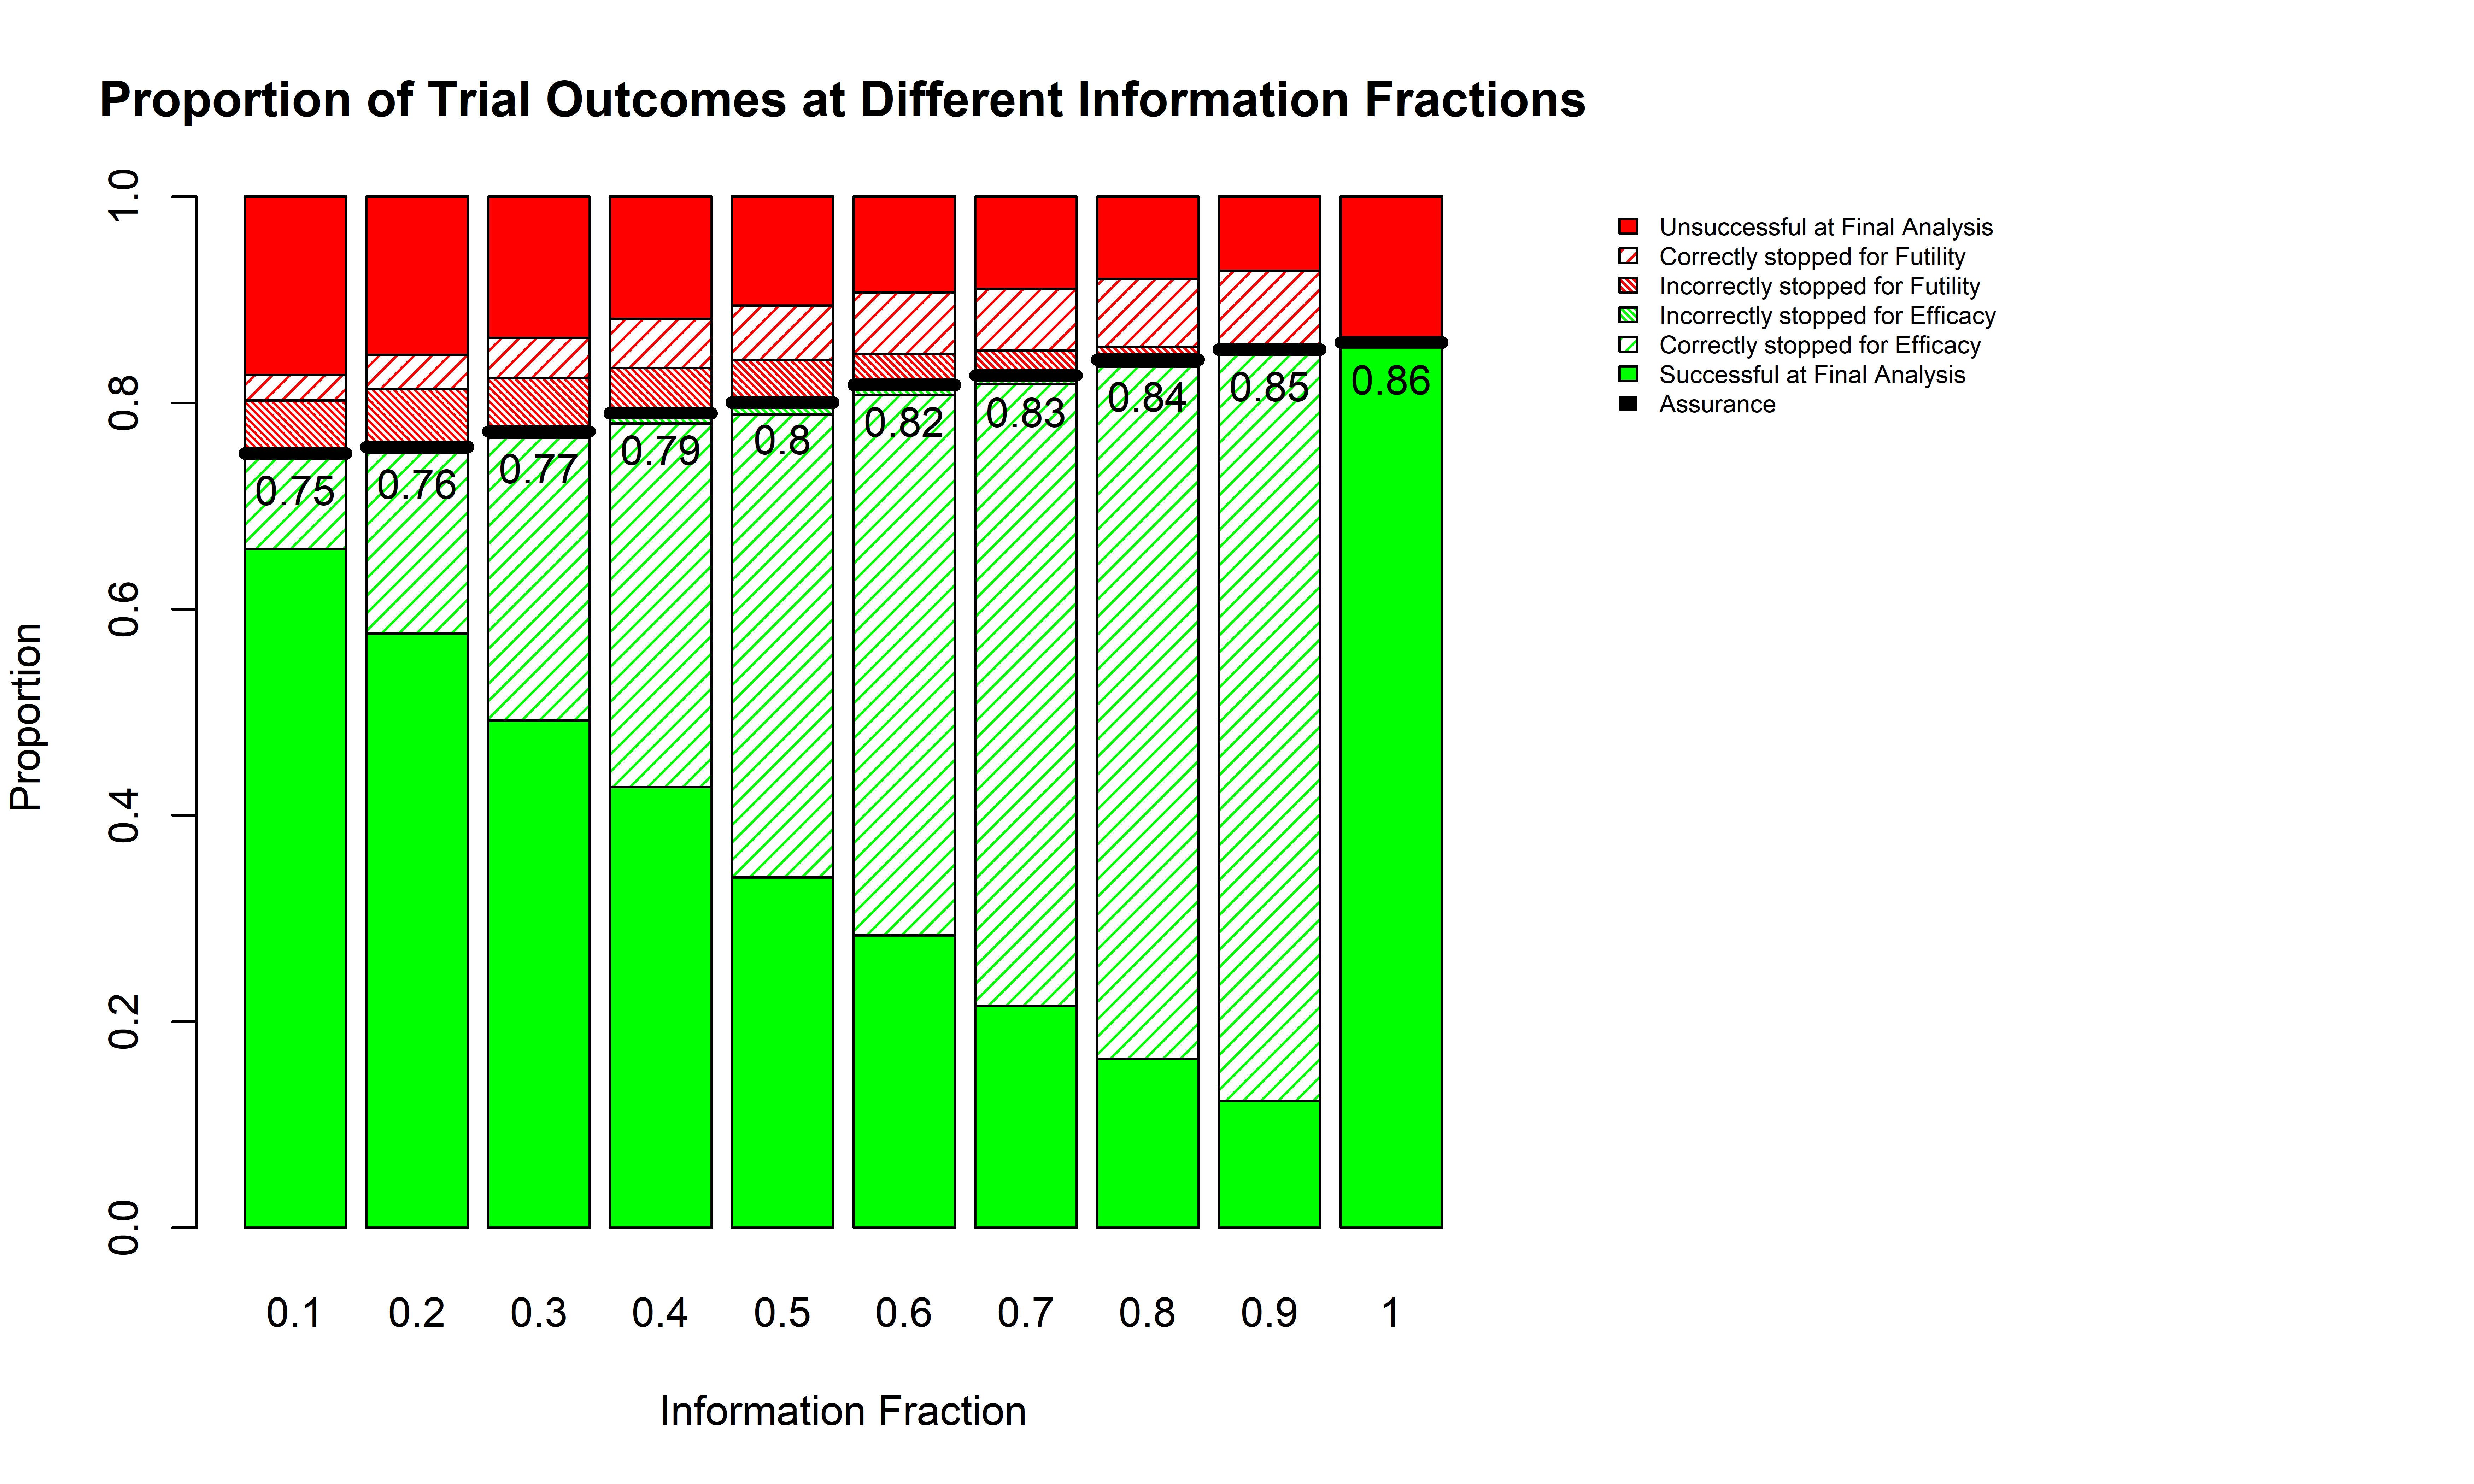 Proportion of Trial Outcomes at Different Information Fractions
Proportion
1.0
0.8
0.6
0.4
0.2
0.0
0.75
0.76
0.77
0.79
0.8
0.82
0.83
0.84
0.85
0.86
0.1 0.2 0.3 0.4 0.5 0.6 0.7 0.8 0.9 1
Information Fraction
Unsuccessful at Final Analysis
Correctly stopped for Futility
Incorrectly stopped for Futility
Incorrectly stopped for Efficacy
Correctly stopped for Efficacy
Successful at Final Analysis
Assurance